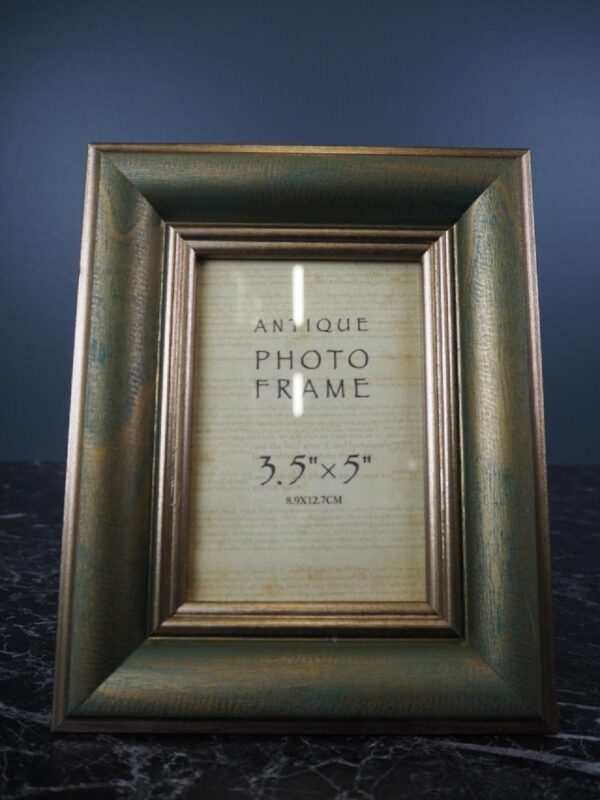 ANTIQUE
PHOTO
FRAME
3.5"×5"
8.9X12.7CM